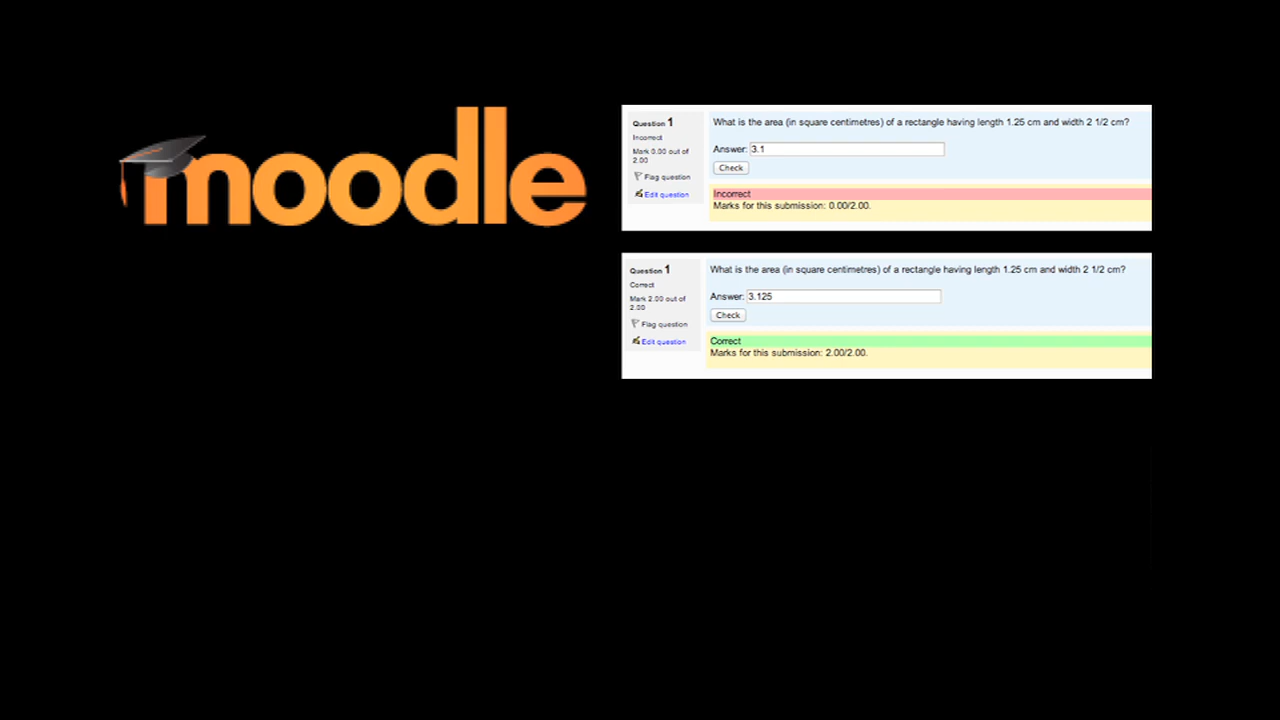 moodle
Question 1
Incorrect
Mark 0.00 out of
2.00
Flag question
Edit question
What is the area (in square centimetres) of a rectangle having length 1.25 cm and width 2 1/2 cm?
Answer: 3.1
Check
Incorrect
Marks for this submission: 0.00/2.00.
Question 1
Correct
Mark 2.00 out of
2.00
Flag question
Edit question
What is the area (in square centimetres) of a rectangle having length 1.25 cm and width 2 1/2 cm?
Answer: 3.125
Check
Correct
Marks for this submission: 2.00/2.00.